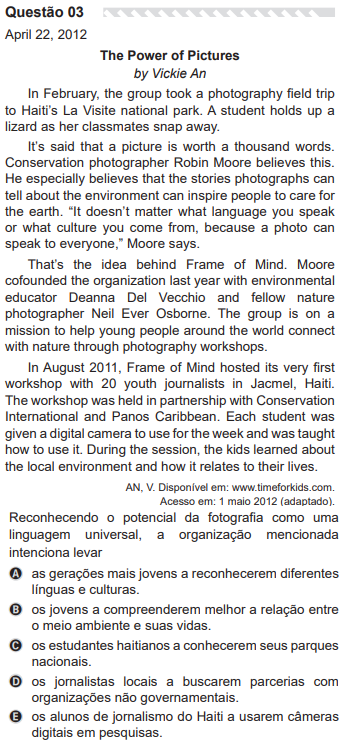 Questão 03
April 22, 2012
The Power of Pictures
by Vickie An
In February, the group took a photography field trip
to Haiti's La Visite national park. A student holds up a
lizard as her classmates snap away.
It's said that a picture is worth a thousand words.
Conservation photographer Robin Moore believes this.
He especially believes that the stories photographs can
tell about the environment can inspire people to care for
the earth. “It doesn't matter what language you speak
or what culture you come from, because a photo can
speak to everyone,” Moore says.
That's the idea behind Frame of Mind. Moore
cofounded the organization last year with environmental
educator Deanna Del Vecchio and fellow nature
photographer Neil Ever Osborne. The group is on a
mission to help young people around the world connect
with nature through photography workshops.
In August 2011, Frame of Mind hosted its very first
workshop with 20 youth journalists in Jacmel, Haiti.
The workshop was held in partnership with Conservation
International and Panos Caribbean. Each student was
given a digital camera to use for the week and was taught
how to use it. During the session, the kids learned about
the local environment and how it relates to their lives.
AN, V. Disponível em: www.timeforkids.com.
Acesso em: 1 maio 2012 (adaptado).
Reconhecendo o potencial da fotografia como uma
linguagem universal, a organização mencionada
intenciona levar
A as gerações mais jovens a reconhecerem diferentes
línguas e culturas.
B os jovens a compreenderem melhor a relação entre
o meio ambiente e suas vidas.
C os estudantes haitianos a conhecerem seus parques
nacionais.
D os jornalistas locais a buscarem parcerias com
organizações não governamentais.
E os alunos de jornalismo do Haiti a usarem câmeras
digitais em pesquisas.